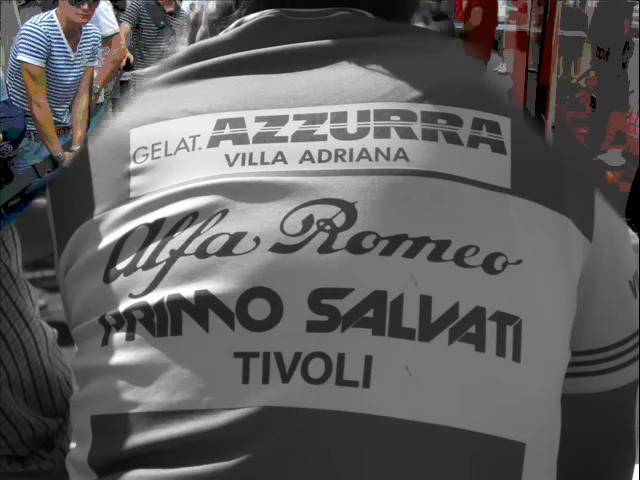 GELAT. AZZURRA
VILLA ADRIANA
Alfa Romeo
PRIMO SALVATI
TIVOLI